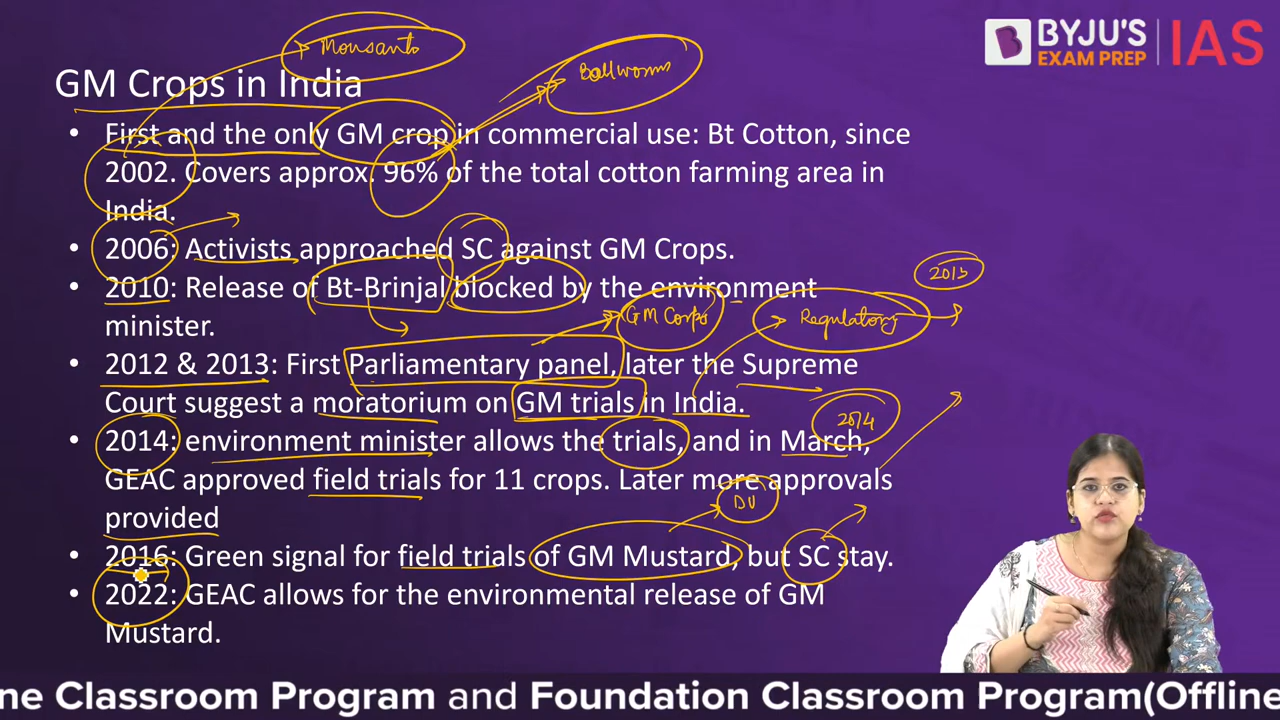 Monsanto
Bollworms
BYJU'S IAS
EXAM PREP
GM Crops in India
• First and the only GM crop in commercial use: Bt Cotton, since
2002. Covers approx. 96% of the total cotton farming area in
India.
• 2006: Activists approached SC against GM Crops.
2013
• 2010: Release of Bt-Brinjal blocked by the environment
minister.
GM Corps
Regulatory
• 2012 & 2013: First Parliamentary panel, later the Supreme
Court suggest a moratorium on GM trials in India.
2014
• 2014: environment minister allows the trials, and in March,
GEAC approved field trials for 11 crops. Later more approvals
provided
DU
• 2016: Green signal for field trials of GM Mustard, but SC stay.
• 2022: GEAC allows for the environmental release of GM
Mustard.
ne Classroom Program and Foundation Classroom Program(Offline